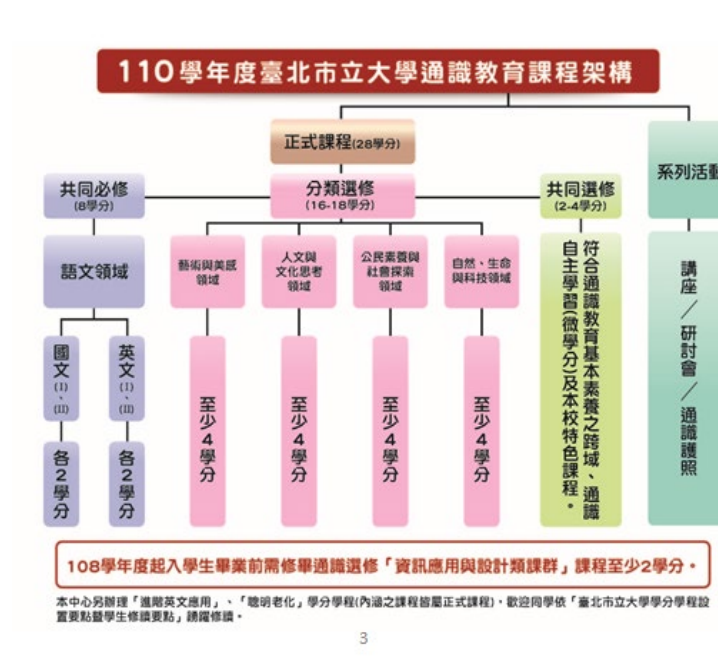 110學年度臺北市立大學通識教育課程架構
正式課程(28學分)
系列活動
共同必修
(8學分)
分類選修
(16-18學分)
共同選修
(2-4學分)
語文領域
藝術與美感
領域
人文與
文化思考
領域
公民素養與
社會探索
領域
自然、生命
與科技領域
國文(I)、(II)
英文(I)、(II)
各2學分
各2學分
至少4學分
至少4學分
至少4學分
至少4學分
符合通識教育基本素養之跨域、通識
自主學習(微學分)及本校特色課程。
講座/研討會/通識護照
108學年度起入學生畢業前需修畢通識選修「資訊應用與設計類課群」課程至少2學分。
本中心另辦理「進階英文應用」、「聰明老化」學分學程(內涵之課程皆屬正式課程)，歡迎同學依「臺北市立大學學分學程設
置要點暨學生修讀要點」踴躍修讀。
3